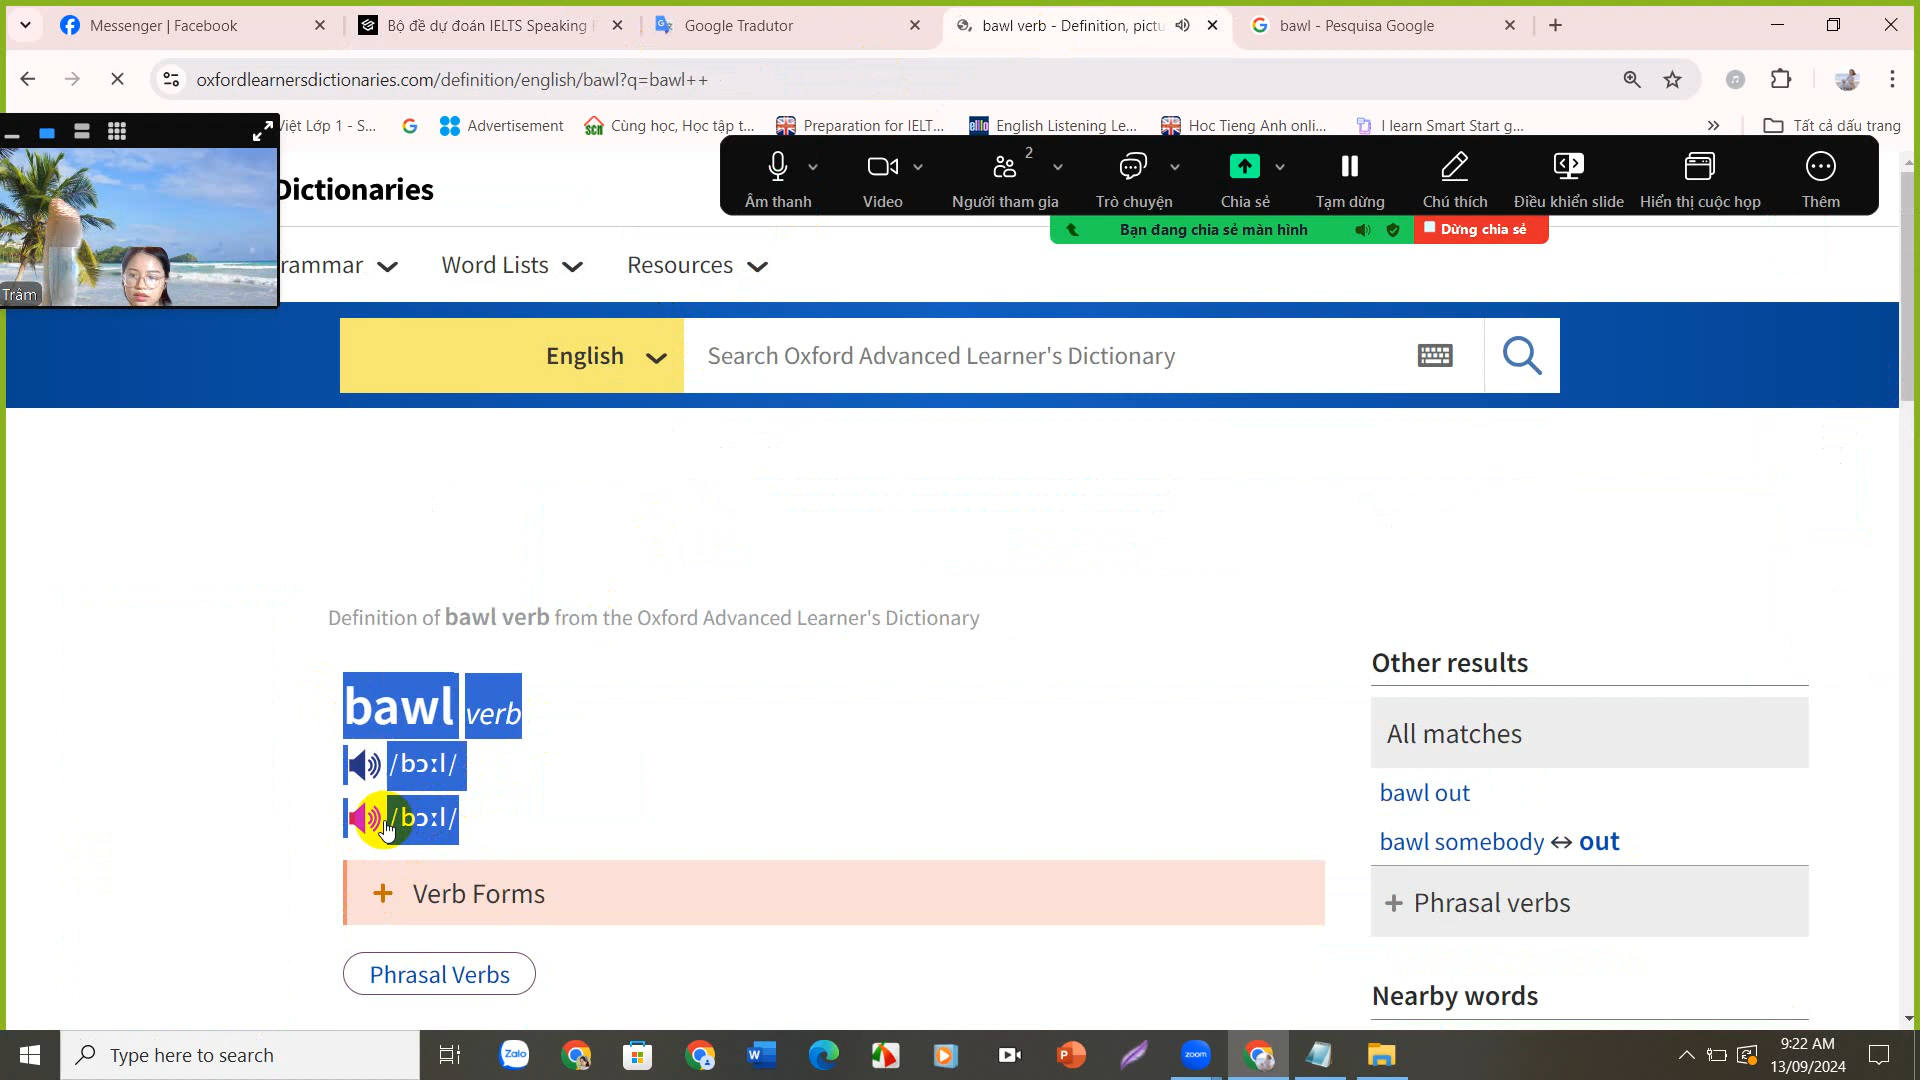 Messenger | Facebook
Bộ đề dự đoán IELTS Speaking
Google Tradutor
bawl verb - Definition, pictu
bawl - Pesquisa Google
oxfordlearnersdictionaries.com/definition/english/bawl?q=bawl++
Việt Lớp 1 - S...
Advertisement
Cùng học, Học tập t...
Preparation for IELT...
English Listening Le...
Hoc Tieng Anh onli...
I learn Smart Start g...
Tất cả dấu trang
2
Âm thanh
Video
Người tham gia
Trò chuyện
Chia sẻ
Tạm dừng
Chú thích
Điều khiển slide
Hiển thị cuộc họp
Thêm
Bạn đang chia sẻ màn hình
Dừng chia sẻ
Trâm
Dictionaries
rammar
Word Lists
Resources
English
Search Oxford Advanced Learner's Dictionary
Definition of bawl verb from the Oxford Advanced Learner's Dictionary
bawl verb
/bɔːl/
/bɔːl/
+ Verb Forms
Phrasal Verbs
Other results
All matches
bawl out
bawl somebody ↔ out
+ Phrasal verbs
Nearby words
Type here to search
Zalo
zoom
9:22 AM
13/09/2024